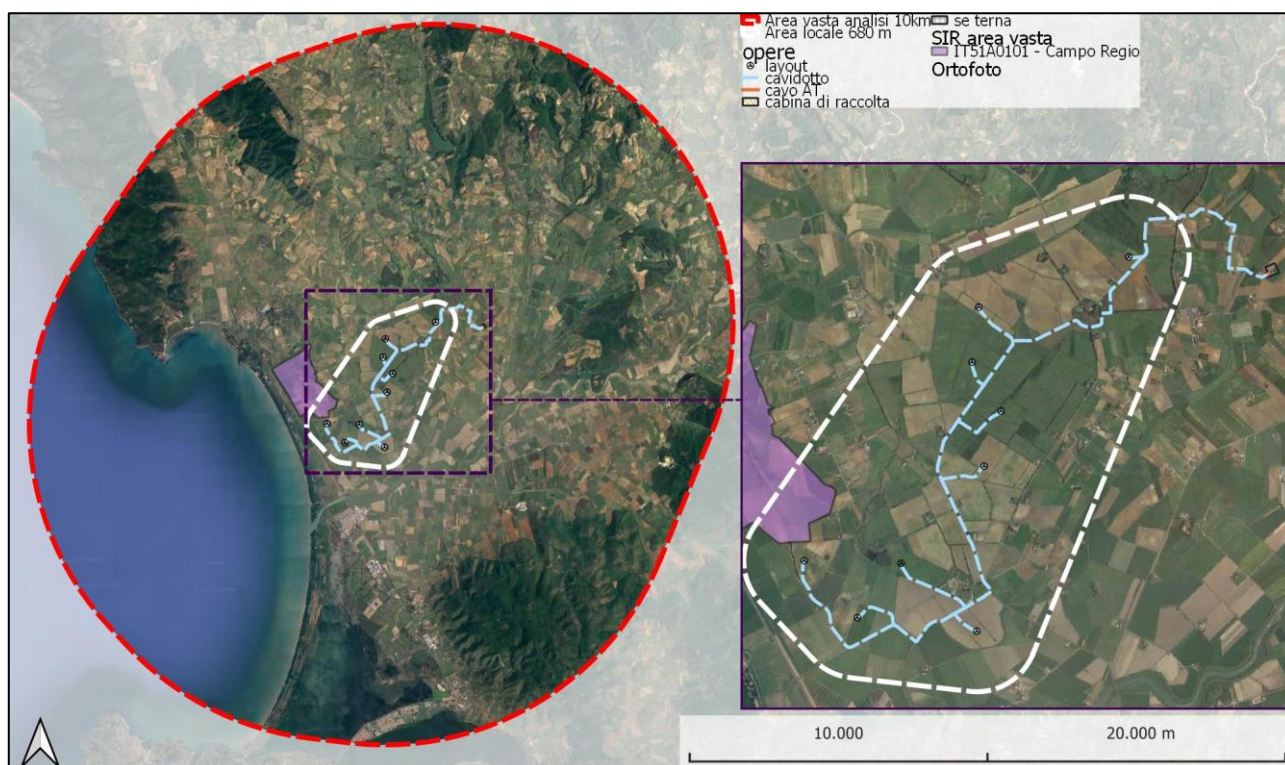 Area vasta analisi 10km
Area locale 680 m
opere
layout
cavidotto
cavo AT
cabina di raccolta
se terna
SIR area vasta
IT51A0101 - Campo Regio
Ortofoto
10.000
20.000 m